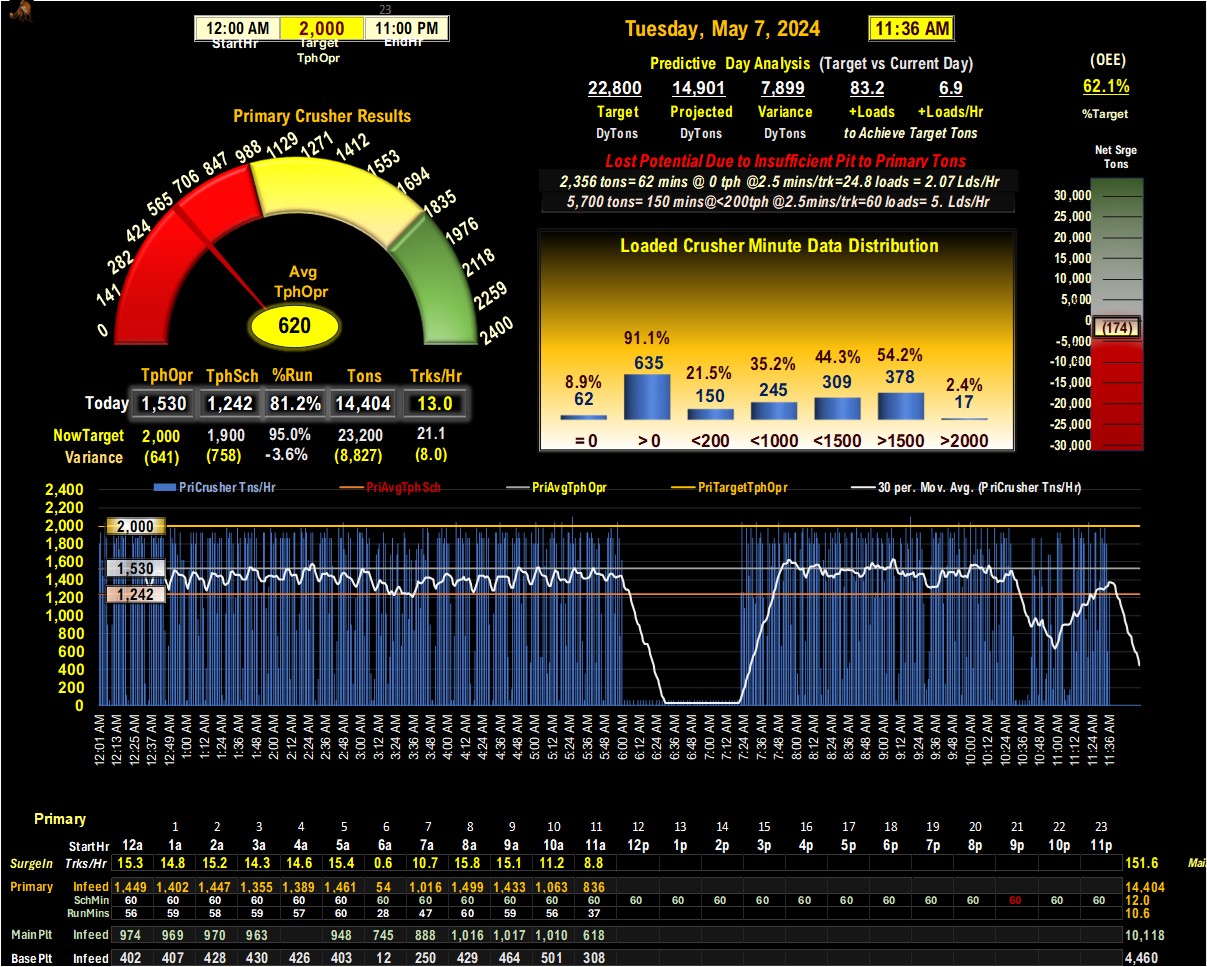 23
12:00 AM 2,000 11:00 PM
StartHr Target TphOpr EndHr
Tuesday, May 7, 2024 11:36 AM
Predictive Day Analysis (Target vs Current Day)
22,800 14,901 7,899 83.2 6.9
Target Projected Variance +Loads +Loads/Hr
DyTons DyTons DyTons to Achieve Target Tons
(OEE)
62.1%
%Target
Lost Potential Due to Insufficient Pit to Primary Tons
2,356 tons=62 mins @ 0 tph @2.5 mins/trk=24.8 loads = 2.07 Lds/Hr
5,700 tons= 150 mins@<200tph @2.5mins/trk=60 loads= 5. Lds/Hr
Primary Crusher Results
0 141 282 424 565 706 847 988 1129 1271 1412 1553 1694 1835 1976 2118 2259 2400
Avg
TphOpr
620
Loaded Crusher Minute Data Distribution
8.9% 91.1% 21.5% 35.2% 44.3% 54.2% 2.4%
62 635 150 245 309 378 17
=0 >0 <200 <1000 <1500 >1500 >2000
Net Srge
Tons
30,000
25,000
20,000
15,000
10,000
5,000
0
(174)
-5,000
-10,000
-15,000
-20,000
-25,000
-30,000
TphOpr TphSch %Run Tons Trks/Hr
Today 1,530 1,242 81.2% 14,404 13.0
NowTarget 2,000 1,900 95.0% 23,200 21.1
Variance (641) (758) -3.6% (8,827) (8.0)
PriCrusher Tns/Hr PriAvgTphSch PriAvgTphOpr PriTargetTphOpr 30 per. Mov. Avg. (PriCrusher Tns/Hr)
2,400
2,200
2,000
1,800
1,600
1,400
1,200
1,000
800
600
400
200
0
2,000
1,530
1,242
12:01 AM 12:13 AM 12:25 AM 12:37 AM 12:49 AM 1:00 AM 1:12 AM 1:24 AM 1:36 AM 1:48 AM 2:00 AM 2:12 AM 2:24 AM 2:36 AM 2:48 AM 3:00 AM 3:12 AM 3:24 AM 3:36 AM 3:48 AM 4:00 AM 4:12 AM 4:24 AM 4:36 AM 4:48 AM 5:00 AM 5:12 AM 5:24 AM 5:36 AM 5:48 AM 6:00 AM 6:12 AM 6:24 AM 6:36 AM 6:48 AM 7:00 AM 7:12 AM 7:24 AM 7:36 AM 7:48 AM 8:00 AM 8:12 AM 8:24 AM 8:36 AM 8:48 AM 9:00 AM 9:12 AM 9:24 AM 9:36 AM 9:48 AM 10:00 AM 10:12 AM 10:24 AM 10:36 AM 10:48 AM 11:00 AM 11:12 AM 11:24 AM 11:36 AM
Primary
1 2 3 4 5 6 7 8 9 10 11 12 13 14 15 16 17 18 19 20 21 22 23
StartHr 12a 1a 2a 3a 4a 5a 6a 7a 8a 9a 10a 11a 12p 1p 2p 3p 4p 5p 6p 7p 8p 9p 10p 11p
SurgeIn Trks/Hr 15.3 14.8 15.2 14.3 14.6 15.4 0.6 10.7 15.8 15.1 11.2 8.8 151.6
Primary Infeed 1,449 1,402 1,447 1,355 1,389 1,461 54 1,016 1,499 1,433 1,063 836 14,404
SchMin 60 60 60 60 60 60 60 60 60 60 60 60 60 60 60 60 60 60 60 60 60 60 60 60 12.0
RunMins 56 59 58 59 57 60 28 47 60 59 56 37 10.6
MainPlt Infeed 974 969 970 963 948 745 888 1,016 1,017 1,010 618 10,118
BasePlt Infeed 402 407 428 430 426 403 12 250 429 464 501 308 4,460